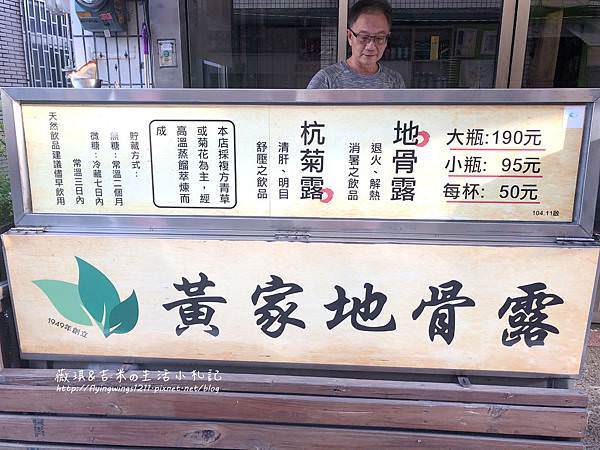 大瓶:190元
小瓶: 95元
每杯: 50元
104.11啟
地骨露
退火、解熱
消暑之飲品
杭菊露
清肝、明目
舒壓之飲品
本店採複方青草
或菊花為主，經
高溫蒸餾萃煉而
成
貯藏方式：
無糖：常溫二個月
微糖：冷藏七日內
常溫三日內
天然飲品建議儘早飲用
黃家地骨露
1949年創立
薇琪&吉米の生活小札記
http://flyingwings1211.pixnet.net/blog